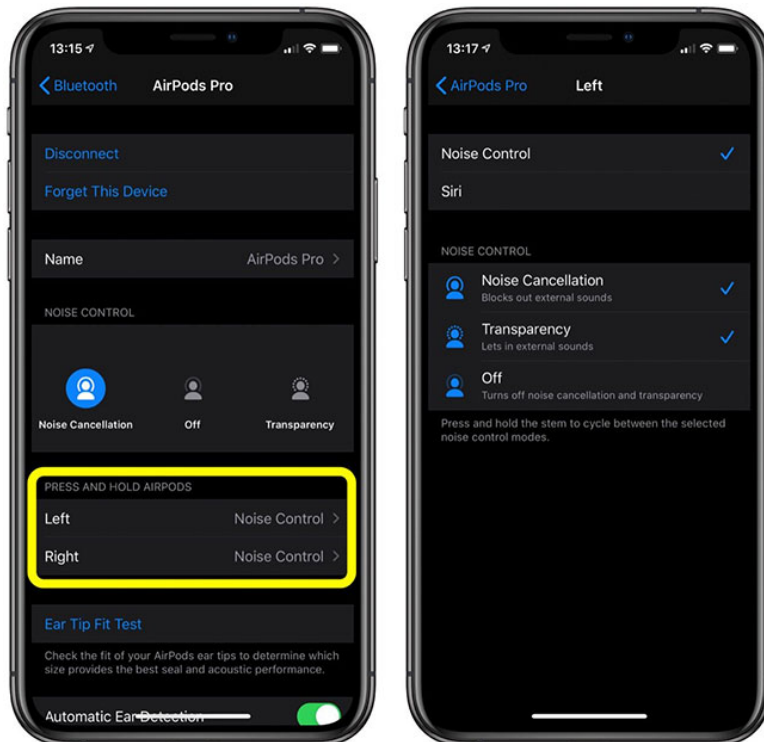 13:15
Bluetooth
AirPods Pro
Disconnect
Forget This Device
Name
AirPods Pro
NOISE CONTROL
Noise Cancellation
Off
Transparency
PRESS AND HOLD AIRPODS
Left
Noise Control
Right
Noise Control
Ear Tip Fit Test
Check the fit of your AirPods ear tips to determine which
size provides the best seal and acoustic performance.
Automatic Ear Detection
13:17
AirPods Pro
Left
Noise Control
Siri
NOISE CONTROL
Noise Cancellation
Blocks out external sounds
Transparency
Lets in external sounds
Off
Turns off noise cancellation and transparency
Press and hold the stem to cycle between the selected
noise control modes.